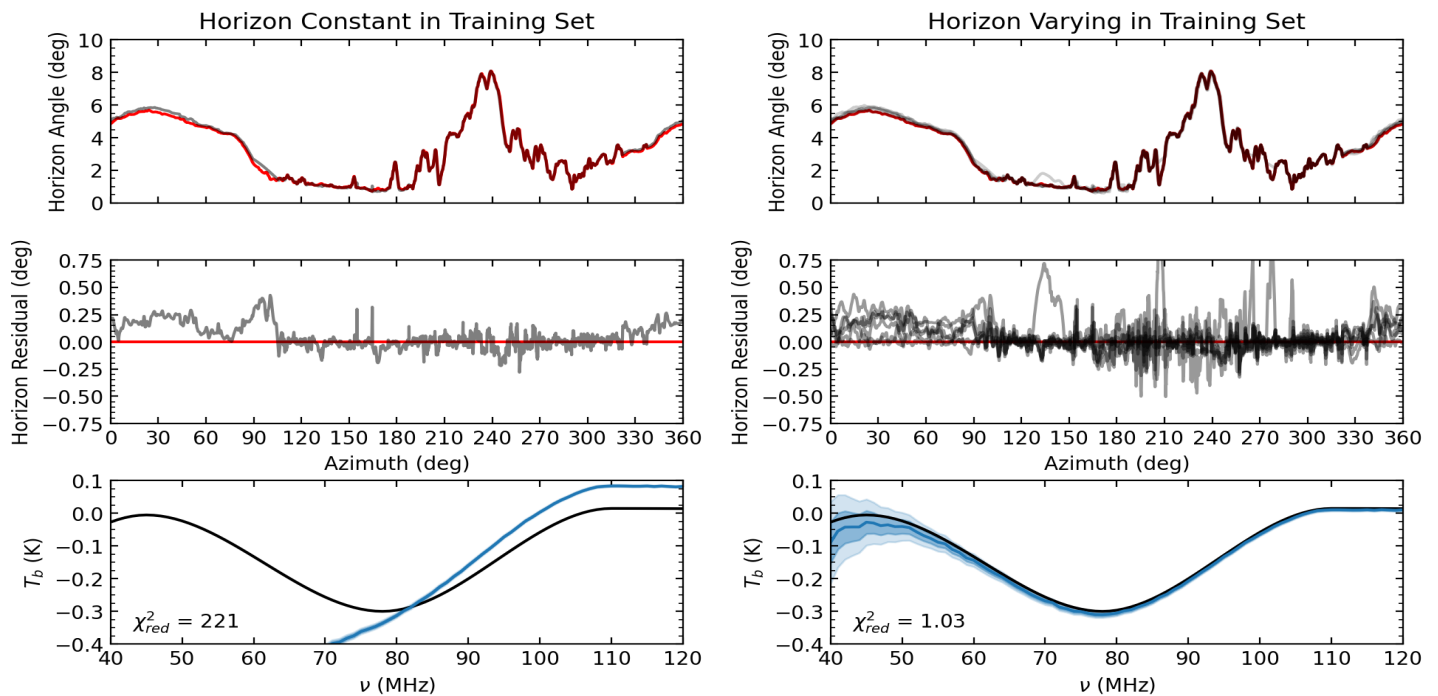 Horizon Constant in Training Set
Horizon Varying in Training Set
Horizon Angle (deg)
10
8
6
4
2
0
Horizon Angle (deg)
10
8
6
4
2
0
Horizon Residual (deg)
0.75
0.50
0.25
0.00
−0.25
−0.50
−0.75
0 30 60 90 120 150 180 210 240 270 300 330 360
Azimuth (deg)
Horizon Residual (deg)
0.75
0.50
0.25
0.00
−0.25
−0.50
−0.75
0 30 60 90 120 150 180 210 240 270 300 330 360
Azimuth (deg)
T_b (K)
0.1
0.0
−0.1
−0.2
−0.3
−0.4
χ²_red = 221
40 50 60 70 80 90 100 110 120
ν (MHz)
T_b (K)
0.1
0.0
−0.1
−0.2
−0.3
−0.4
χ²_red = 1.03
40 50 60 70 80 90 100 110 120
ν (MHz)